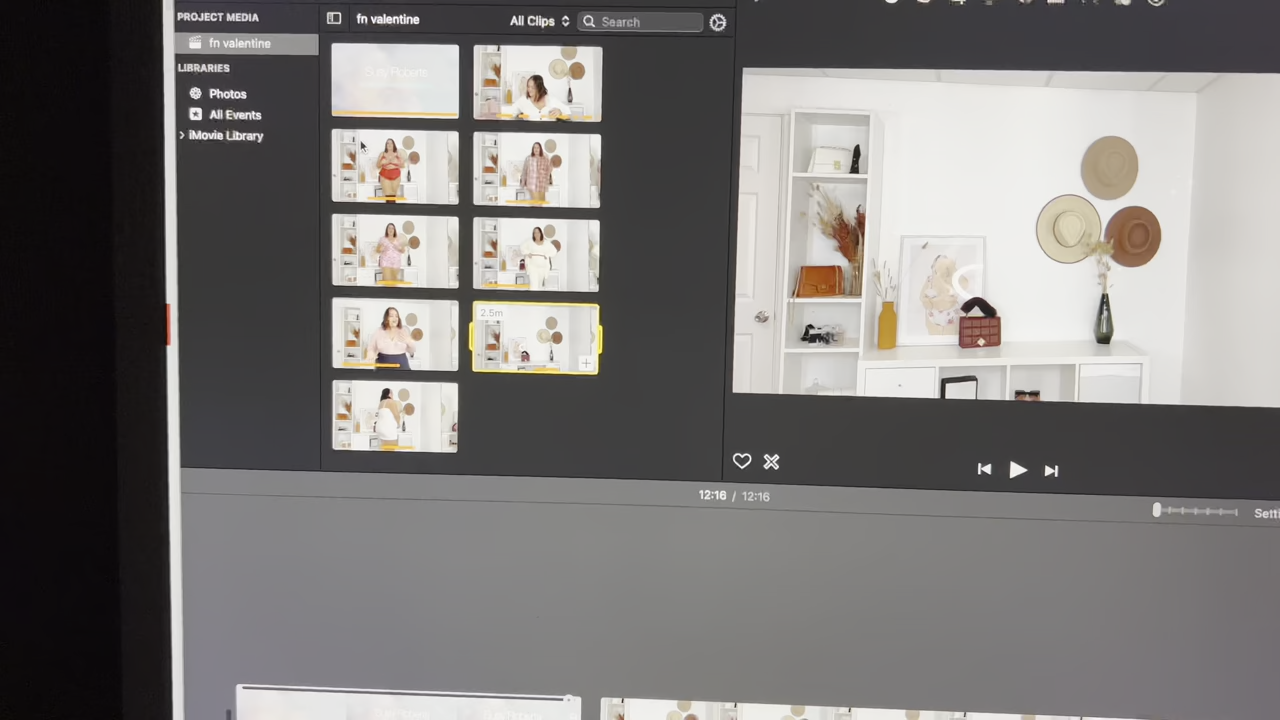 PROJECT MEDIA
fn valentine
LIBRARIES
Photos
All Events
iMovie Library
fn valentine
All Clips
Search
2.5m
12:16 / 12:16